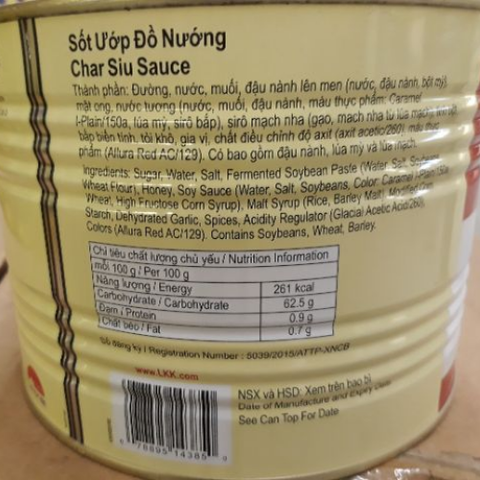 Sốt Ướp Đồ Nướng
Char Siu Sauce
Thành phần: Đường, nước, muối, đậu nành lên men (nước, đậu nành, bột mỳ),
mật ong, nước tương (nước, muối, đậu nành, màu thực phẩm: Caramel
I-Plain/150a, lúa mỳ, sirô bắp), sirô mạch nha (gạo, mạch nha từ lúa mạch), tinh bột
bắp biến tính, tỏi khô, gia vị, chất điều chỉnh độ axit (axit acetic/260), màu thực
phẩm (Allura Red AC/129). Có bao gồm đậu nành, lúa mỳ và lúa mạch.
Ingredients: Sugar, Water, Salt, Fermented Soybean Paste (Water, Salt, Soybeans,
Wheat Flour), Honey, Soy Sauce (Water, Salt, Soybeans, Color: Caramel I-Plain/150a,
Wheat, High Fructose Corn Syrup), Malt Syrup (Rice, Barley Malt), Modified Corn
Starch, Dehydrated Garlic, Spices, Acidity Regulator (Glacial Acetic Acid/260),
Colors (Allura Red AC/129). Contains Soybeans, Wheat, Barley.
Chỉ tiêu chất lượng chủ yếu / Nutrition Information
mỗi 100 g / Per 100 g
Năng lượng / Energy 261 kcal
Carbohydrate / Carbohydrate 62.5 g
Đạm / Protein 0.9 g
Chất béo / Fat 0.7 g
Số đăng ký / Registration Number : 5039/2015/ATTP-XNCB
www.LKK.com
NSX và HSD: Xem trên bao bì
Date of Manufacture and Expiry Date:
See Can Top For Date
78895 14385